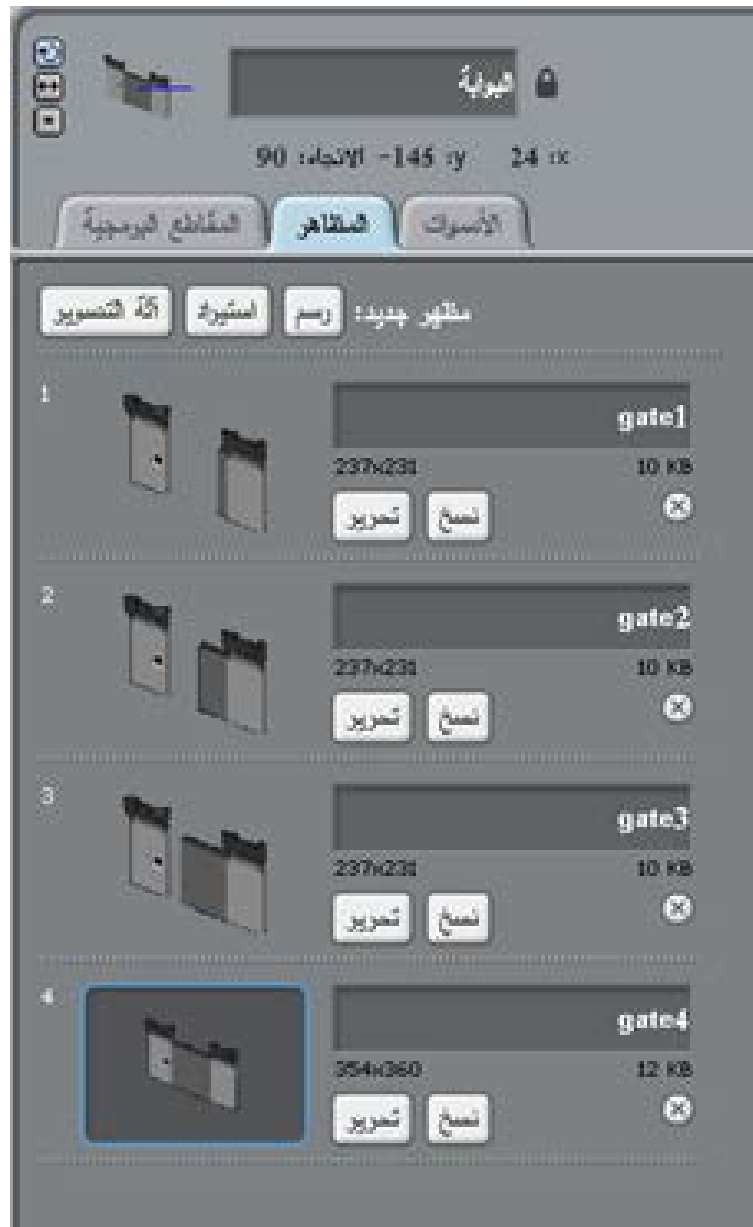 البوابة
x: 24 y: -145 الاتجاه: 90
الأصوات المظاهر المقاطع البرمجية
مظهر جديد: رسم استيراد آلة التصوير
1
gate1
237x231 10 KB
نسخ تحرير
2
gate2
237x231 10 KB
نسخ تحرير
3
gate3
237x231 10 KB
نسخ تحرير
4
gate4
354x360 12 KB
نسخ تحرير